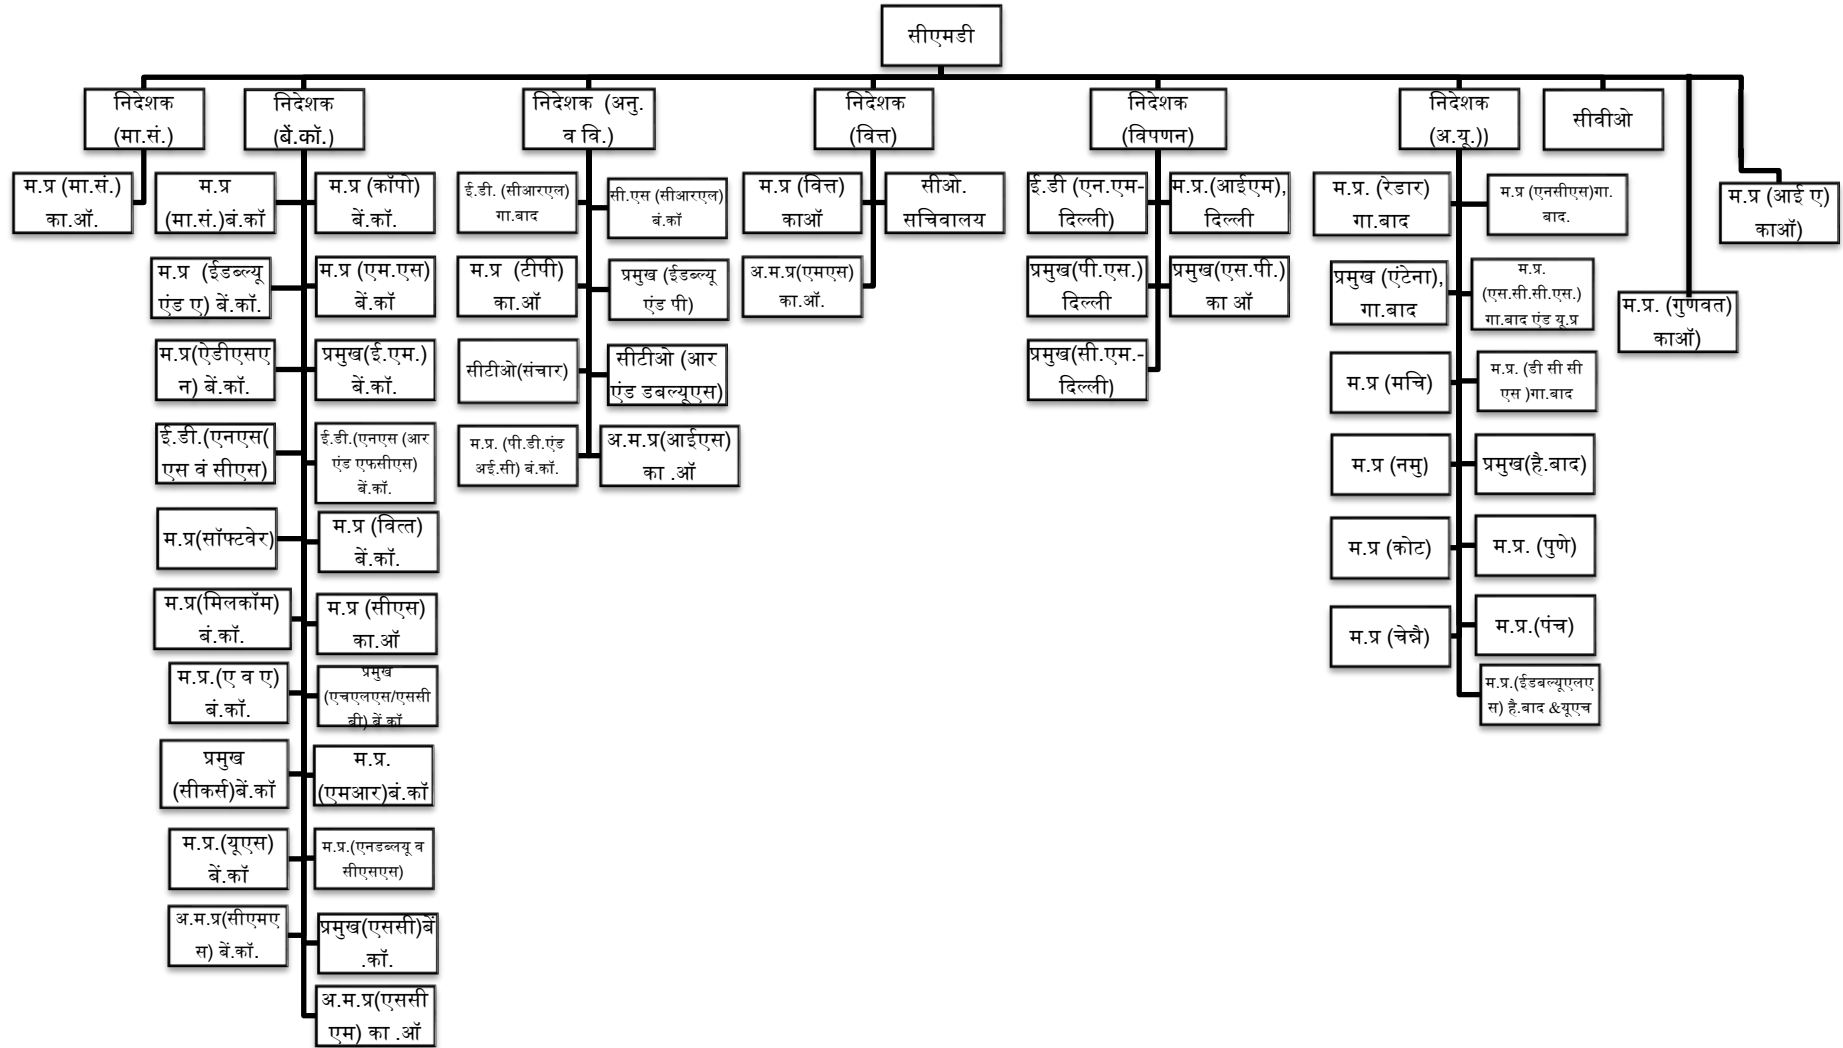 सीएमडी
निदेशक
(मा.सं.)
निदेशक
(बें.कॉ.)
निदेशक (अनु.
व वि.)
निदेशक
(वित्त)
निदेशक
(विपणन)
निदेशक
(अ.यू.))
सीवीओ
म.प्र (मा.सं.)
का.ऑ.
म.प्र
(मा.सं.)बं.कॉ
म.प्र (कॉपो)
बें.कॉ.
म.प्र (ईडब्ल्यू
एंड ए) बें.कॉ.
म.प्र (एम.एस)
बें.कॉ
म.प्र(ऐडीएसए
न) बें.कॉ.
प्रमुख(ई.एम.)
बें.कॉ.
ई.डी.(एनएस(
एस वं सीएस)
ई.डी.(एनएस (आर
एंड एफसीएस)
बें.कॉ.
म.प्र(सॉफ्टवेर)
म.प्र (वित्त)
बें.कॉ.
म.प्र(मिलकॉम)
बं.कॉ.
म.प्र (सीएस)
का.ऑ
म.प्र.(ए व ए)
बं.कॉ.
प्रमुख
(एचएलएस/एससी
बी) बें.कॉ
प्रमुख
(सीकर्स)बें.कॉ
म.प्र.
(एमआर)बं.कॉ
म.प्र.(यूएस)
बें.कॉ
म.प्र.(एनडब्लयू व
सीएसएस)
अ.म.प्र(सीएमए
स) बें.कॉ.
प्रमुख(एससी)बें
.कॉ.
अ.म.प्र(एससी
एम) का .ऑ
ई.डी. (सीआरएल)
गा.बाद
सी.एस (सीआरएल)
बं.कॉ
म.प्र (टीपी)
का.ऑ
प्रमुख (ईडब्ल्यू
एंड पी)
सीटीओ(संचार)
सीटीओ (आर
एंड डबल्यूएस)
म.प्र. (पी.डी.एंड
अई.सी) बें.कॉ.
अ.म.प्र(आईएस)
का .ऑ
म.प्र (वित्त)
काऑ
सीओ.
सचिवालय
अ.म.प्र(एमएस)
का.ऑ.
ई.डी (एन.एम-
दिल्ली)
म.प्र.(आईएम),
दिल्ली
प्रमुख(पी.एस.)
दिल्ली
प्रमुख(एस.पी.)
का ऑ
प्रमुख(सी.एम.-
दिल्ली)
म.प्र. (रेडार)
गा.बाद
म.प्र (एनसीएस)गा.
बाद.
प्रमुख (एंटेना),
गा.बाद
म.प्र.
(एस.सी.सी.एस.)
गा.बाद एंड यू.प्र
म.प्र (मचि)
म.प्र. (डी सी सी
एस )गा.बाद
म.प्र (नमु)
प्रमुख(है.बाद)
म.प्र (कोट)
म.प्र. (पुणे)
म.प्र (चेन्नै)
म.प्र.(पंच)
म.प्र.(ईडबल्यूएलए
स) है.बाद &यूएच
म.प्र. (गुणवत)
काऑ)
म.प्र (आई ए)
काऑ)